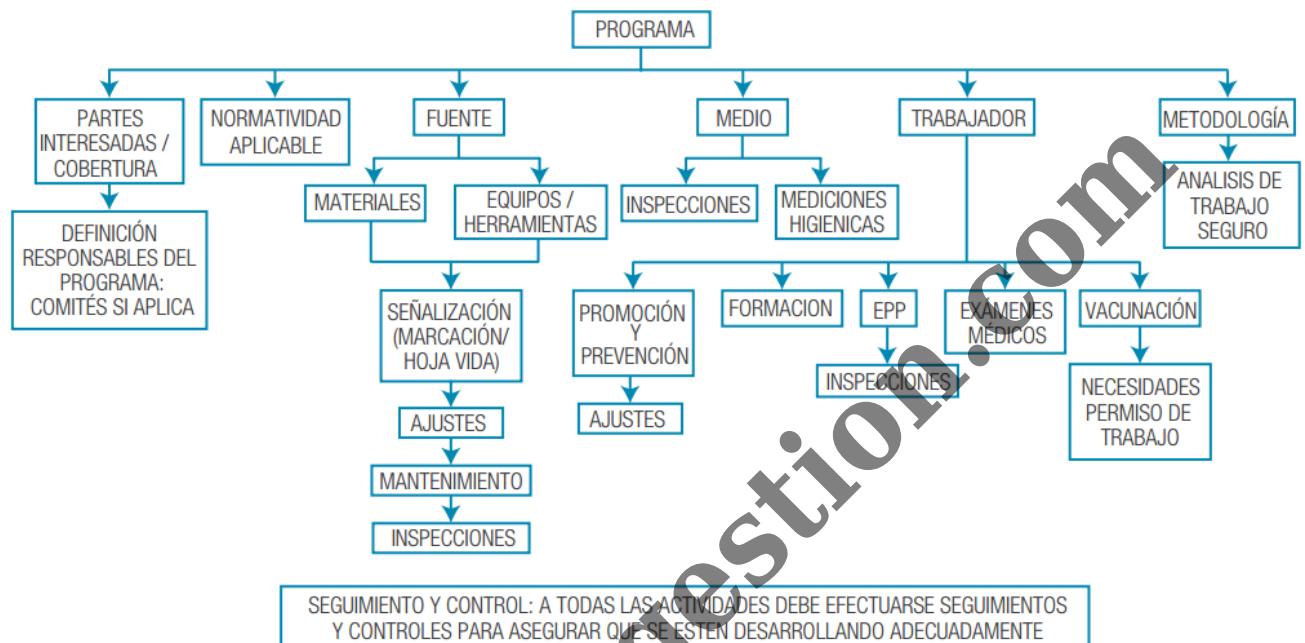 PROGRAMA
PARTES
INTERESADAS /
COBERTURA
NORMATIVIDAD
APLICABLE
FUENTE
MEDIO
TRABAJADOR
METODOLOGÍA
DEFINICIÓN
RESPONSABLES DEL
PROGRAMA:
COMITÉS SI APLICA
MATERIALES
EQUIPOS /
HERRAMIENTAS
INSPECCIONES
MEDICIONES
HIGIENICAS
ANALISIS DE
TRABAJO
SEGURO
SEÑALIZACIÓN
(MARCACIÓN/
HOJA VIDA)
AJUSTES
MANTENIMIENTO
INSPECCIONES
PROMOCIÓN
Y
PREVENCIÓN
AJUSTES
FORMACION
EPP
INSPECCIONES
EXÁMENES
MÉDICOS
VACUNACIÓN
NECESIDADES
PERMISO DE
TRABAJO
SEGUIMIENTO Y CONTROL: A TODAS LAS ACTIVIDADES DEBE EFECTUARSE SEGUIMIENTOS
Y CONTROLES PARA ASEGURAR QUE SE ESTEN DESARROLLANDO ADECUADAMENTE
estion.com